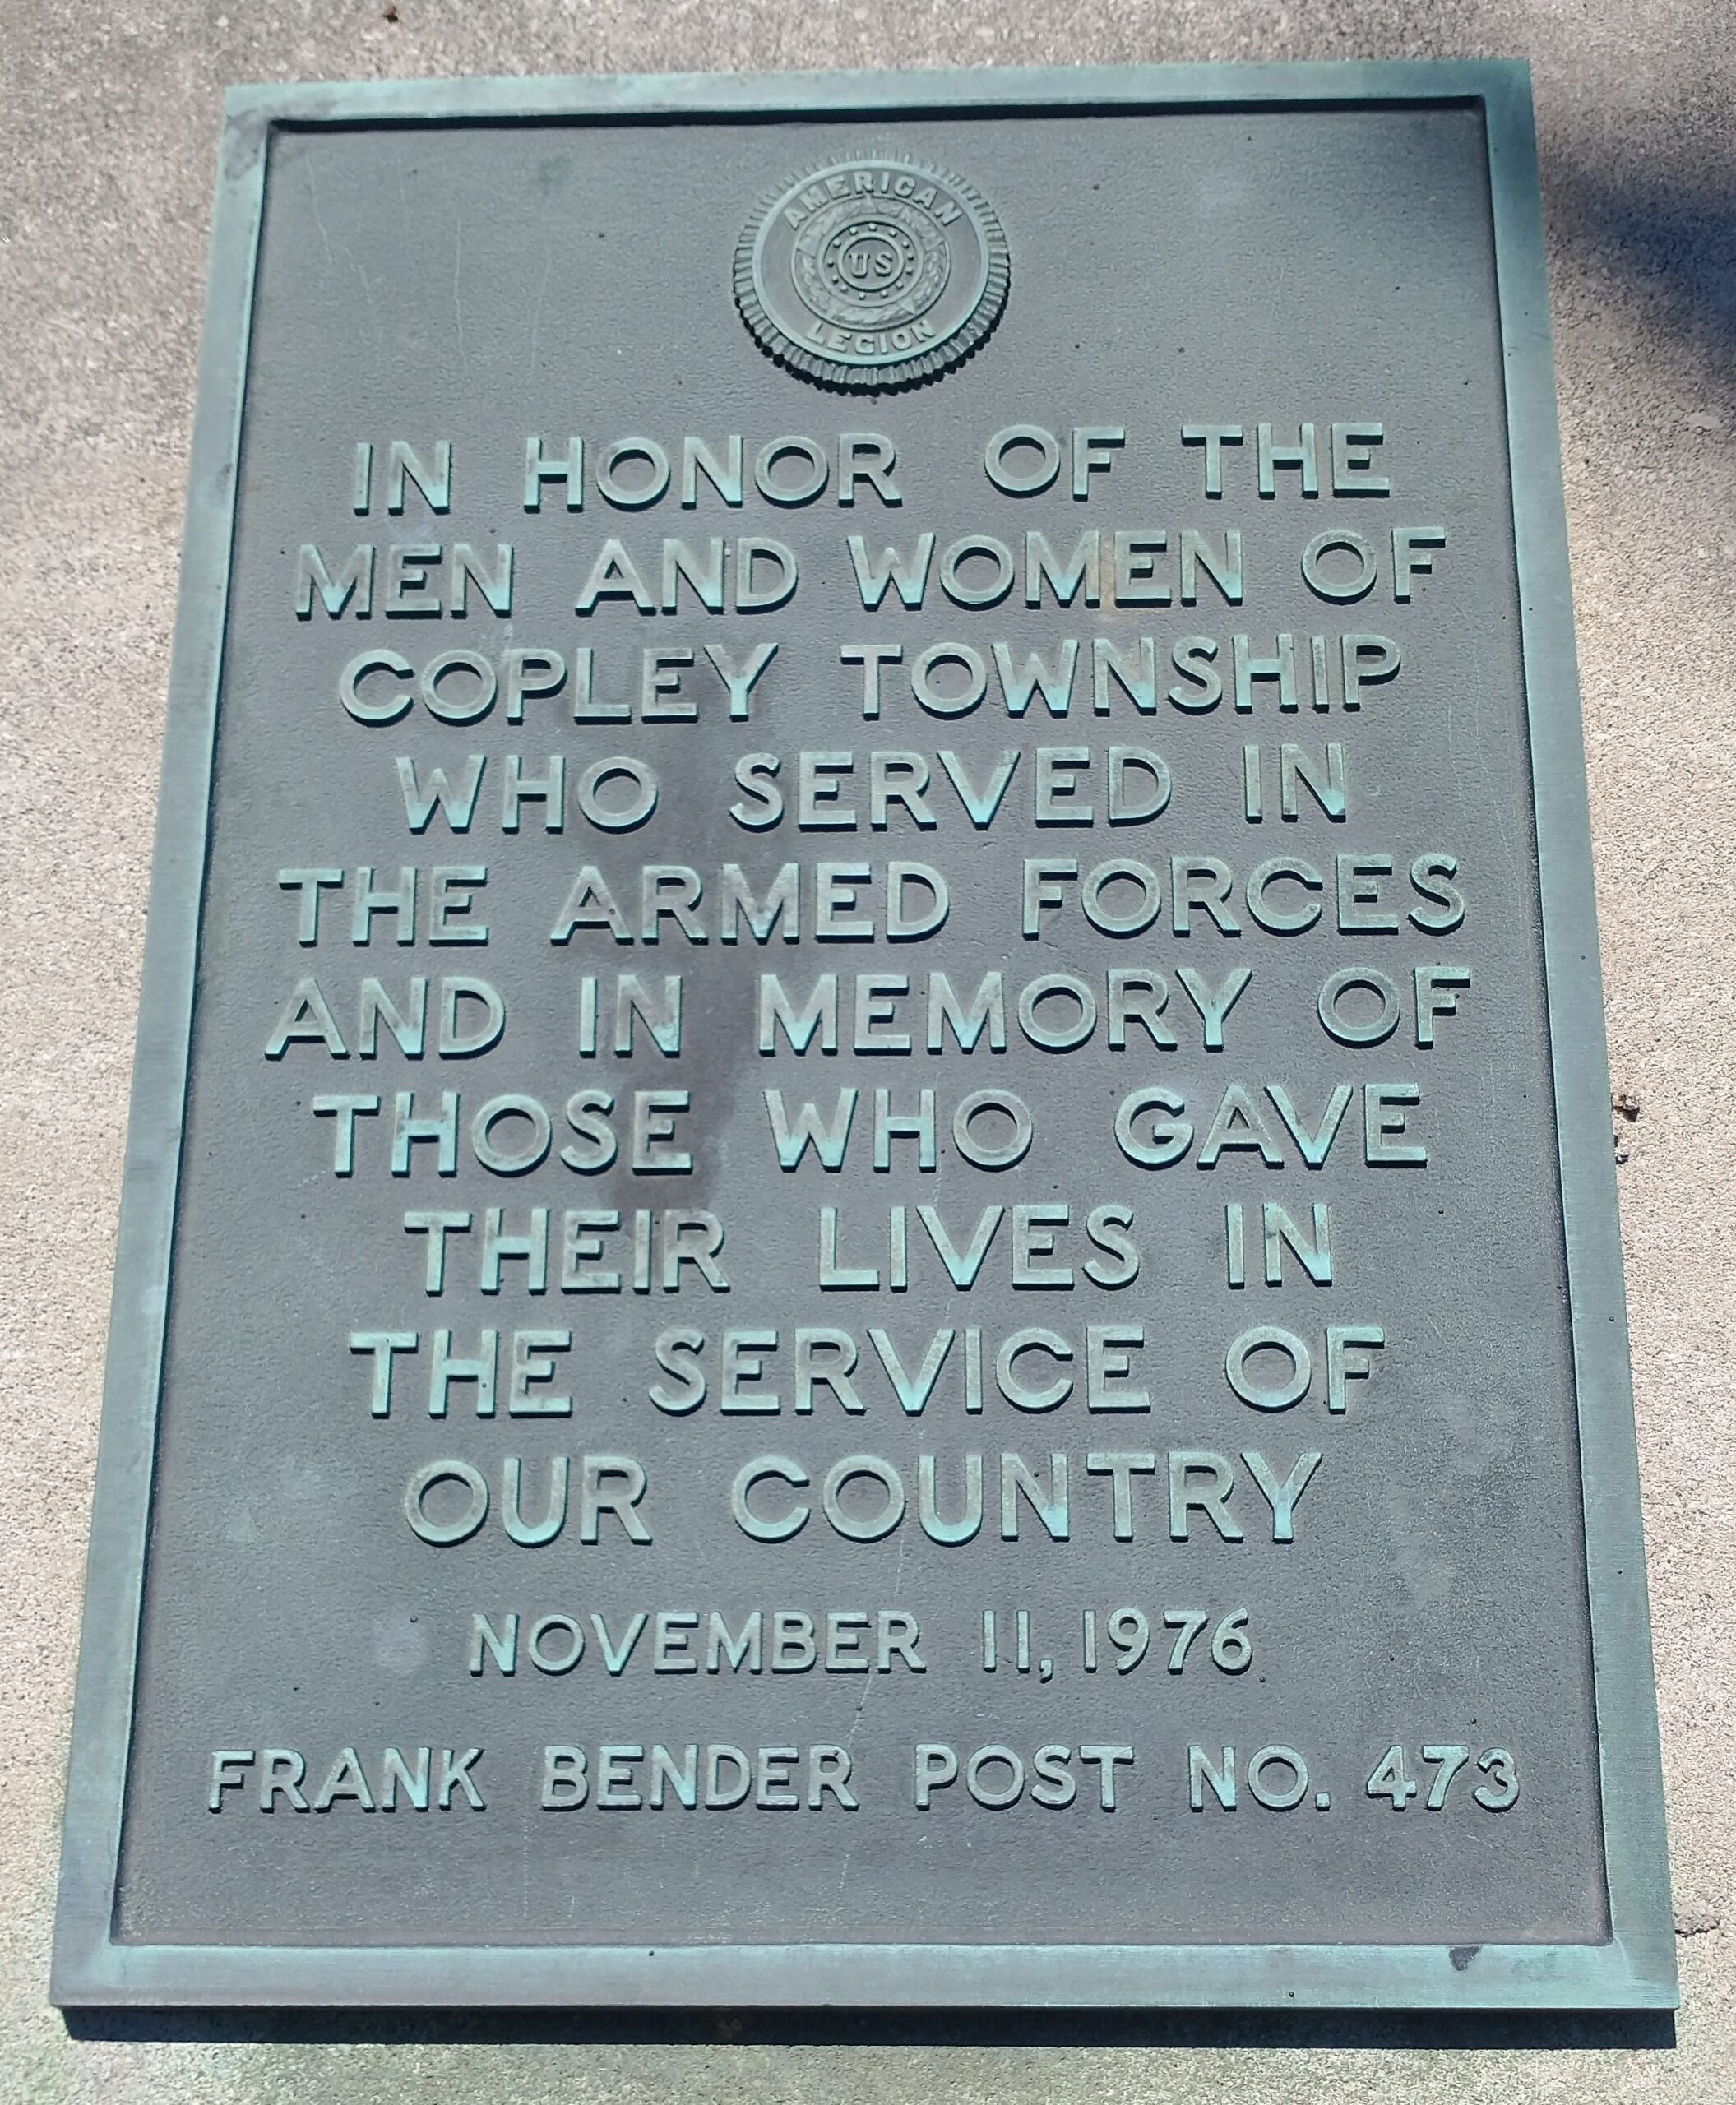 AMERICAN
US
LEGION
IN HONOR OF THE
MEN AND WOMEN OF
COPLEY TOWNSHIP
WHO SERVED IN
THE ARMED FORCES
AND IN MEMORY OF
THOSE WHO GAVE
THEIR LIVES IN
THE SERVICE OF
OUR COUNTRY
NOVEMBER 11, 1976
FRANK BENDER POST NO. 473